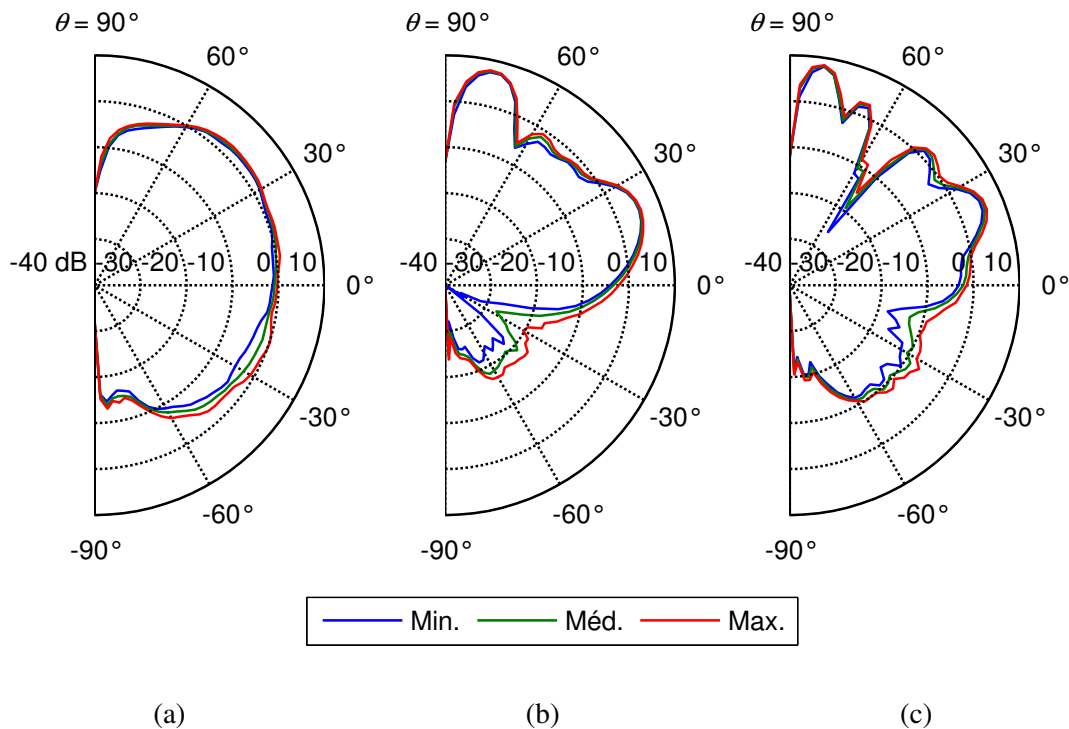 θ = 90° θ = 90° θ = 90°
60° 60° 60°
30° 30° 30°
-40 dB -30 -20 -10 0 10 0° -40 -30 -20 -10 0 10 0° -40 -30 -20 -10 0 10 0°
-30° -30° -30°
-60° -60° -60°
-90° -90° -90°
Min. Méd. Max.
(a) (b) (c)